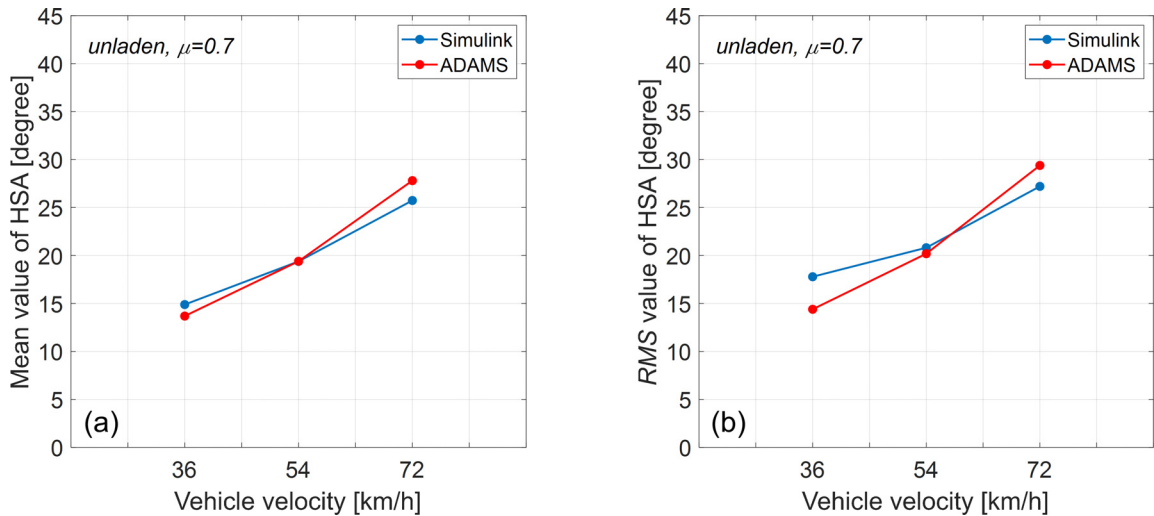 45
40
35
30
25
20
15
10
5
0
Mean value of HSA [degree]
unladen, μ=0.7
Simulink
ADAMS
(a)
36 54 72
Vehicle velocity [km/h]
45
40
35
30
25
20
15
10
5
0
RMS value of HSA [degree]
unladen, μ=0.7
Simulink
ADAMS
(b)
36 54 72
Vehicle velocity [km/h]